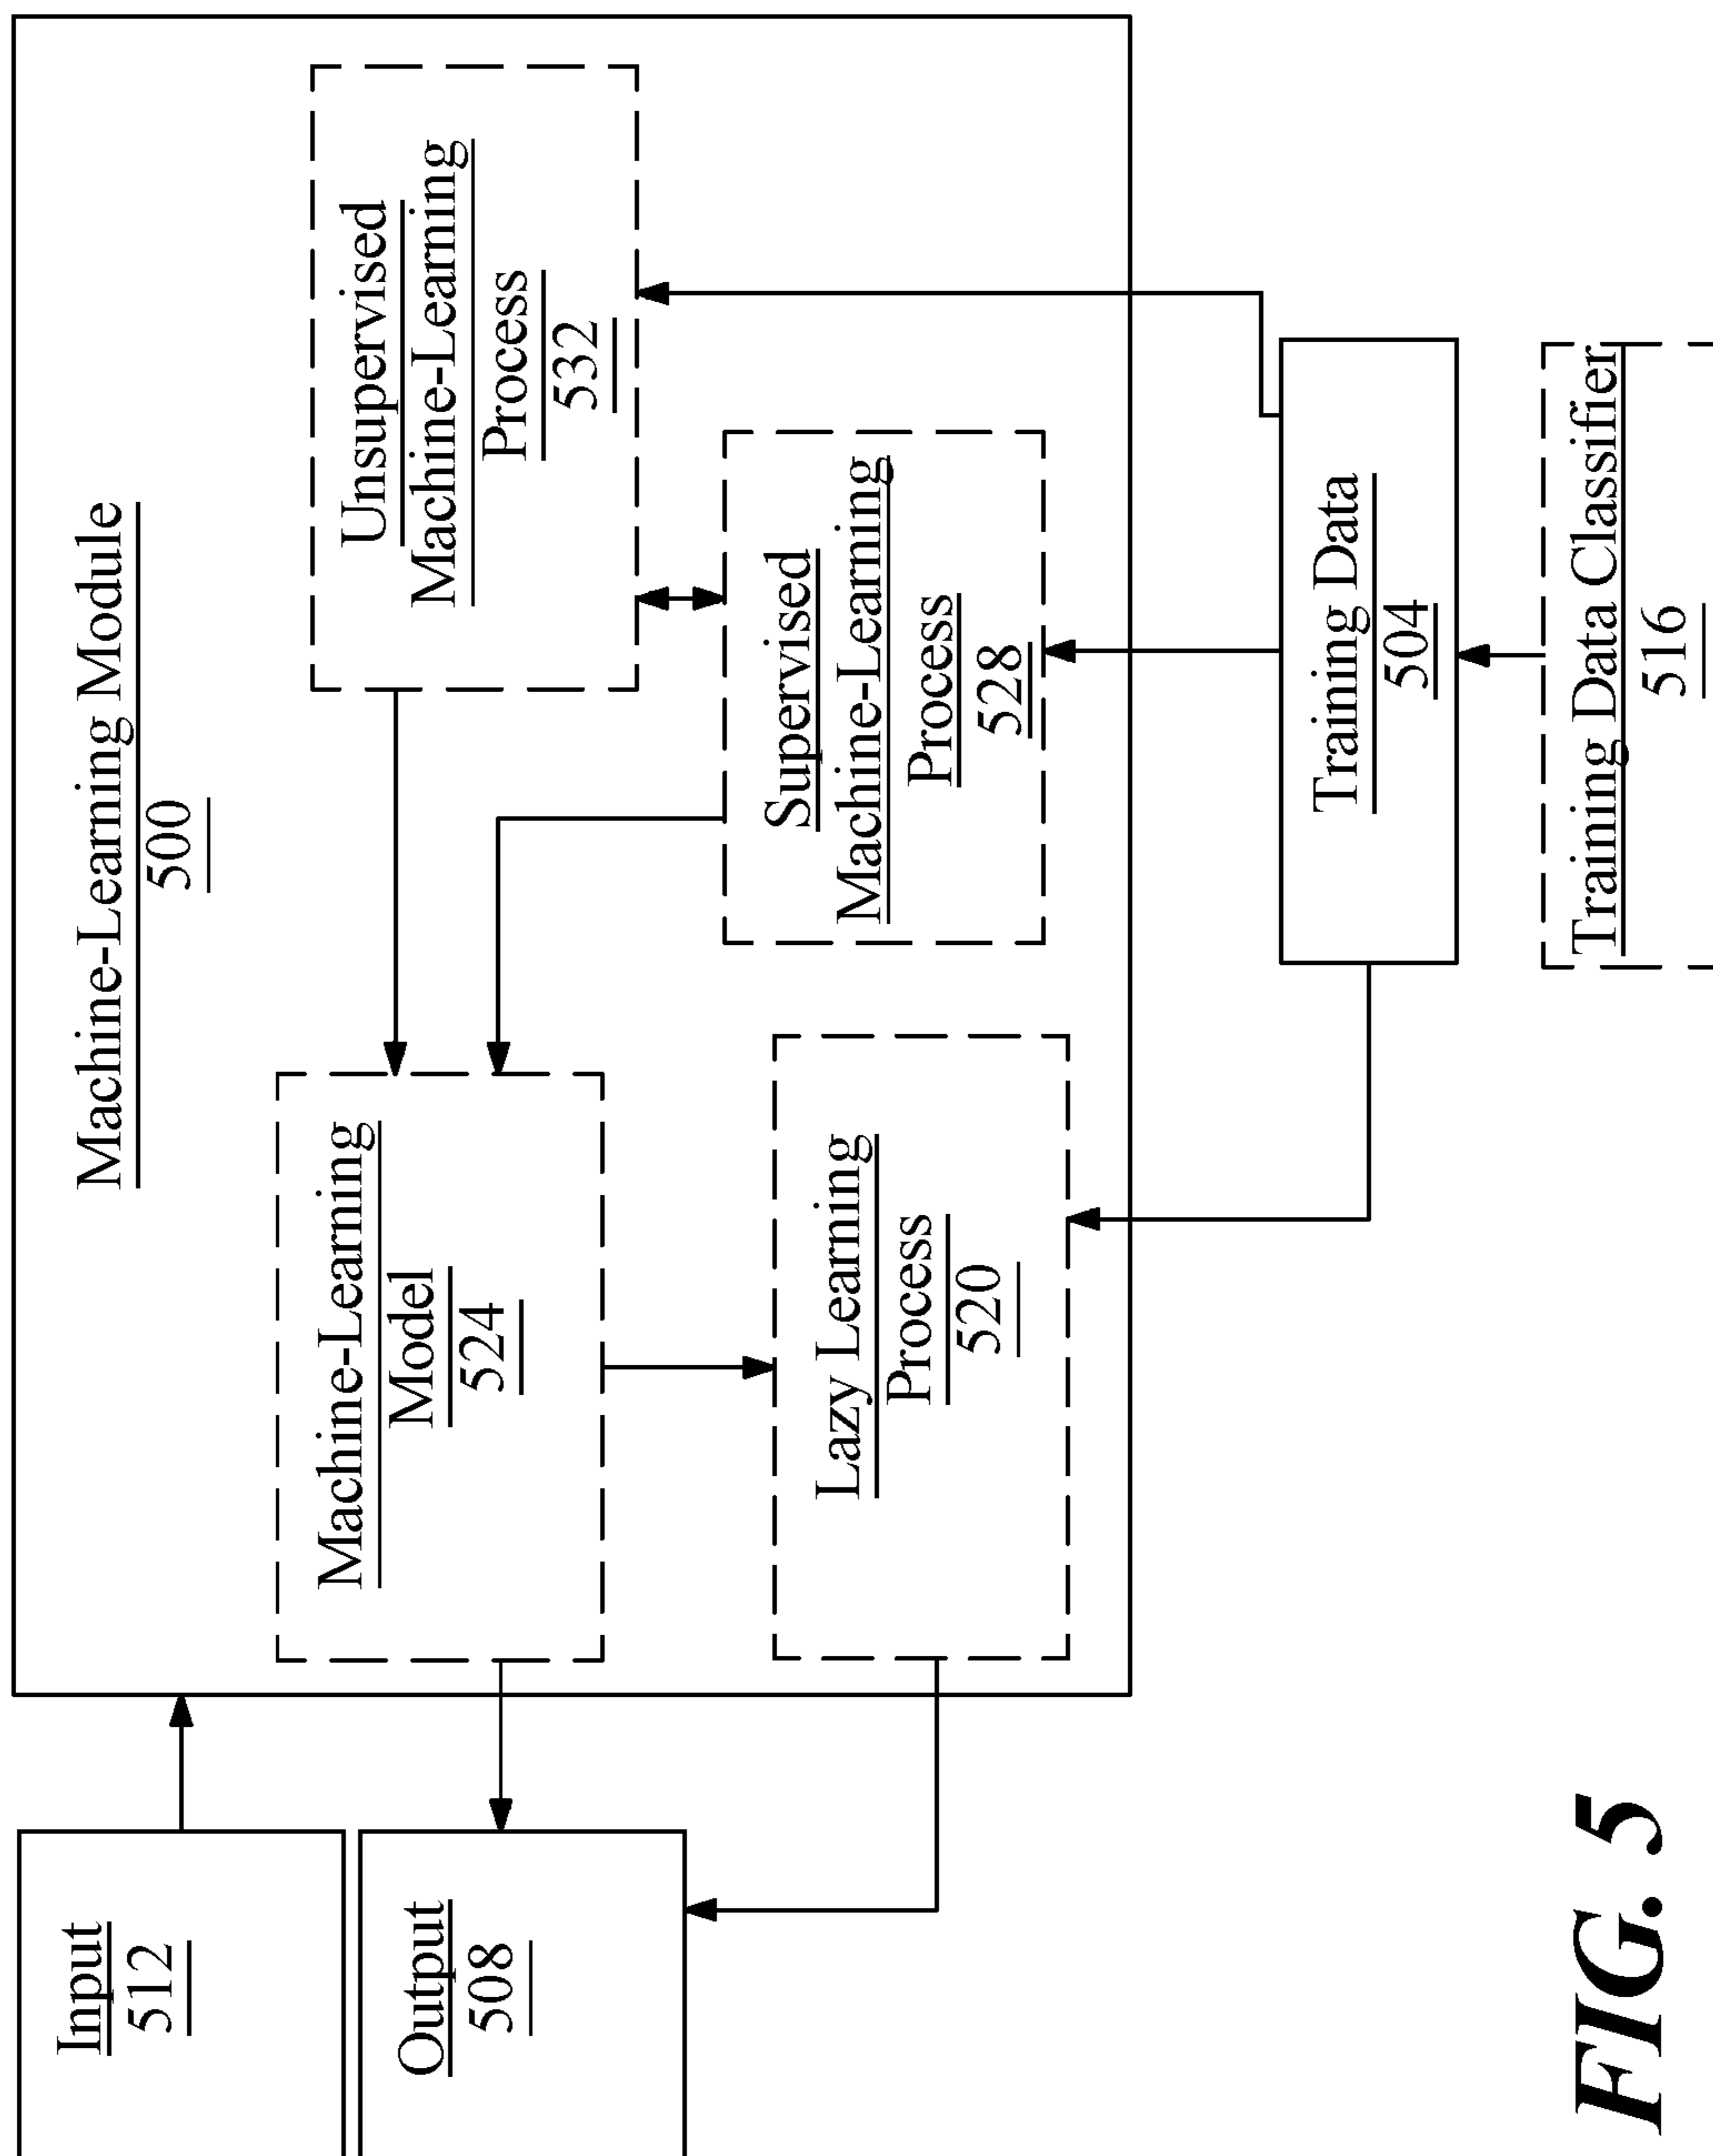 Machine-Learning Module
500
Input
512
Output
508
Machine-Learning
Model
524
Unsupervised
Machine-Learning
Process
532
Supervised
Machine-Learning
Process
528
Lazy Learning
Process
520
Training Data
504
Training Data Classifier
516
FIG. 5